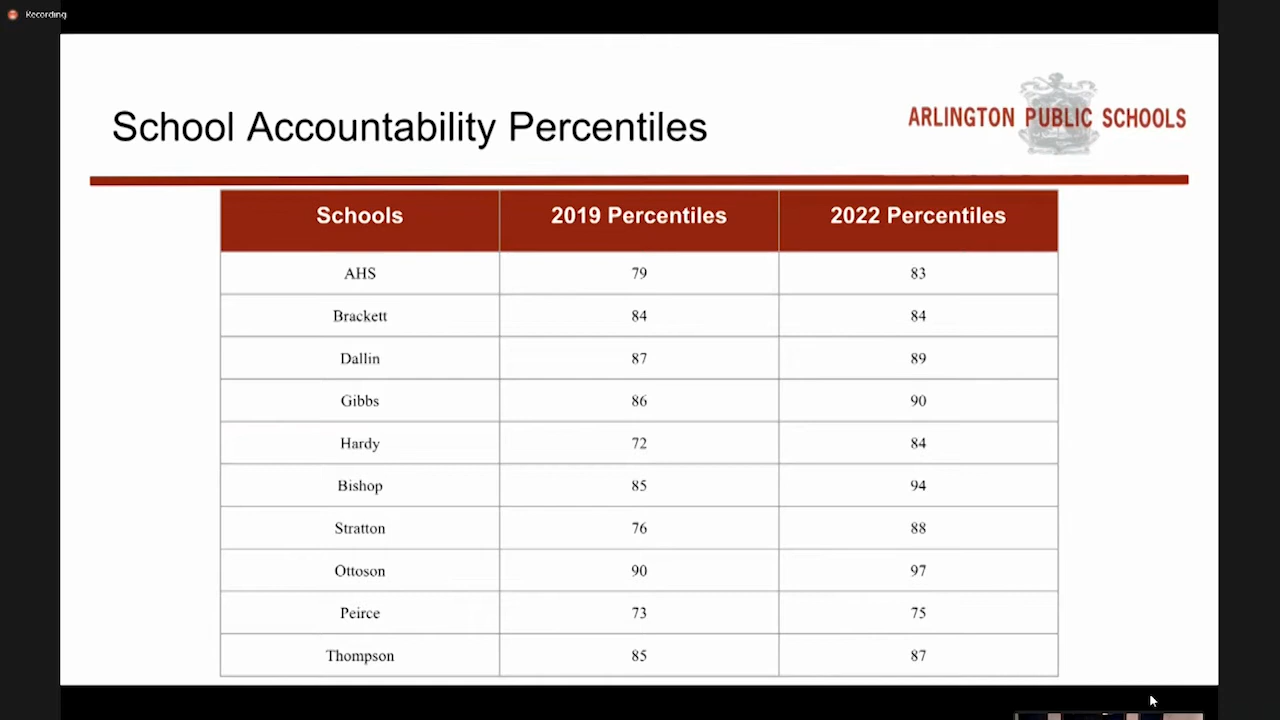 Recording
School Accountability Percentiles
ARLINGTON PUBLIC SCHOOLS
Schools 2019 Percentiles 2022 Percentiles
AHS 79 83
Brackett 84 84
Dallin 87 89
Gibbs 86 90
Hardy 72 84
Bishop 85 94
Stratton 76 88
Ottoson 90 97
Peirce 73 75
Thompson 85 87